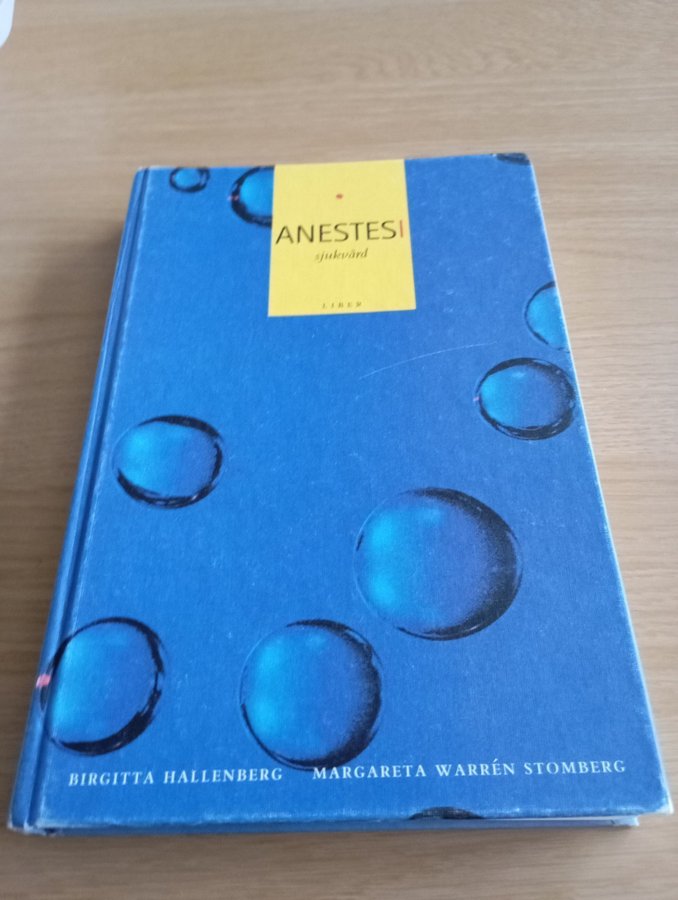 ANESTESI
sjukvård
LIBER
BIRGITTA HALLENBERG MARGARETA WARRÉN STOMBERG